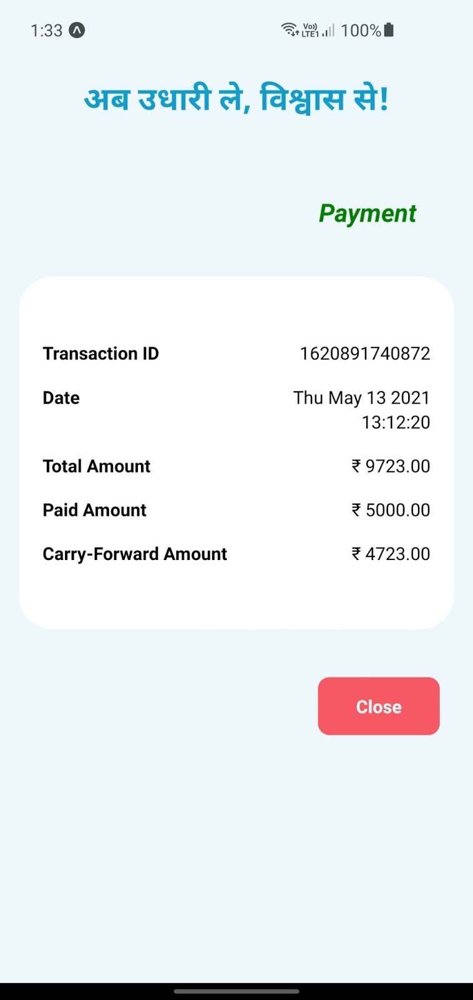 1:33 100%
Vo))
LTE1
अब उधारी ले, विश्वास से!
Payment
Transaction ID 1620891740872
Date Thu May 13 2021
13:12:20
Total Amount ₹ 9723.00
Paid Amount ₹ 5000.00
Carry-Forward Amount ₹ 4723.00
Close